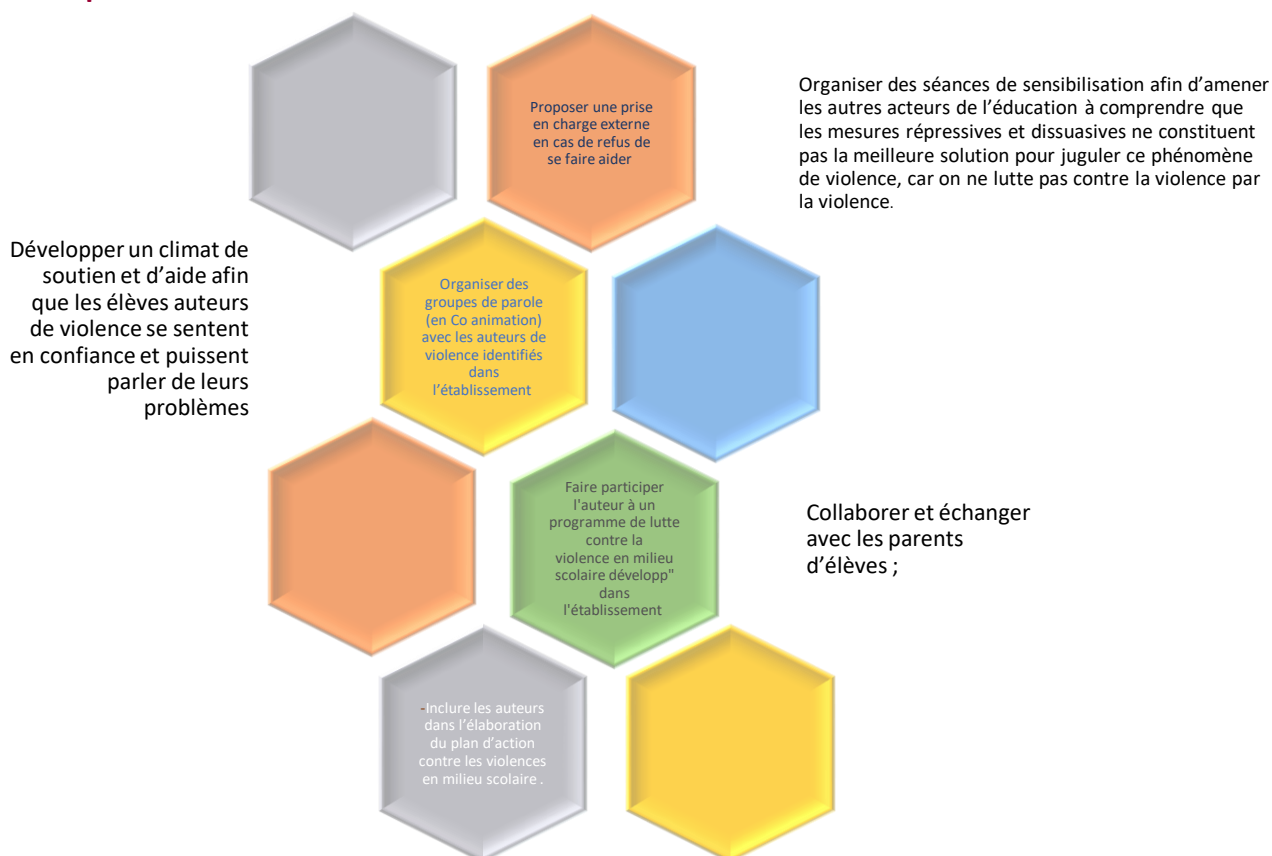 Proposer une prise
en charge externe
en cas de refus de
se faire aider
Organiser des séances de sensibilisation afin d’amener
les autres acteurs de l’éducation à comprendre que
les mesures répressives et dissuasives ne constituent
pas la meilleure solution pour juguler ce phénomène
de violence, car on ne lutte pas contre la violence par
la violence.
Développer un climat de
soutien et d’aide afin
que les élèves auteurs
de violence se sentent
en confiance et puissent
parler de leurs
problèmes
Organiser des
groupes de parole
(en Co animation)
avec les auteurs de
violence identifiés
dans
l’établissement
Faire participer
l'auteur à un
programme de lutte
contre la
violence en milieu
scolaire développ"
dans
l'établissement
Collaborer et échanger
avec les parents
d’élèves ;
-Inclure les auteurs
dans l’élaboration
du plan d’action
contre les violences
en milieu scolaire .